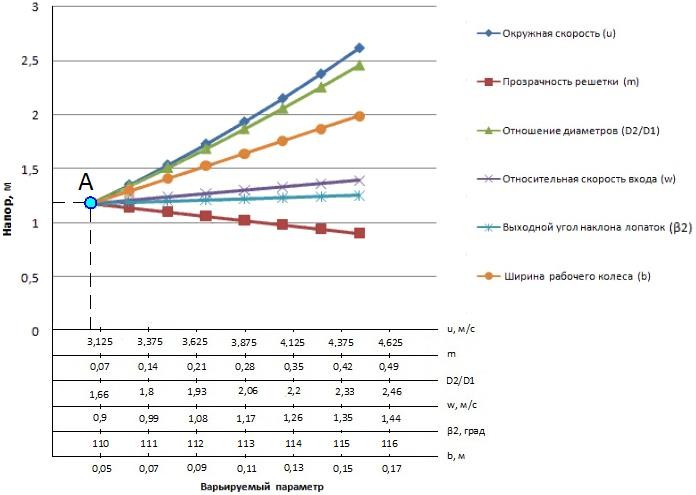 3
2,5
2
1,5
1
0,5
0
Напор, м
А
Окружная скорость (u)
Прозрачность решетки (m)
Отношение диаметров (D2/D1)
Относительная скорость входа (w)
Выходной угол наклона лопаток (β2)
Ширина рабочего колеса (b)
u, м/с
3,125 3,375 3,625 3,875 4,125 4,375 4,625
m
0,07 0,14 0,21 0,28 0,35 0,42 0,49
D2/D1
1,66 1,8 1,93 2,06 2,2 2,33 2,46
w, м/с
0,9 0,99 1,08 1,17 1,26 1,35 1,44
β2, град
110 111 112 113 114 115 116
b, м
0,05 0,07 0,09 0,11 0,13 0,15 0,17
Варьируемый параметр